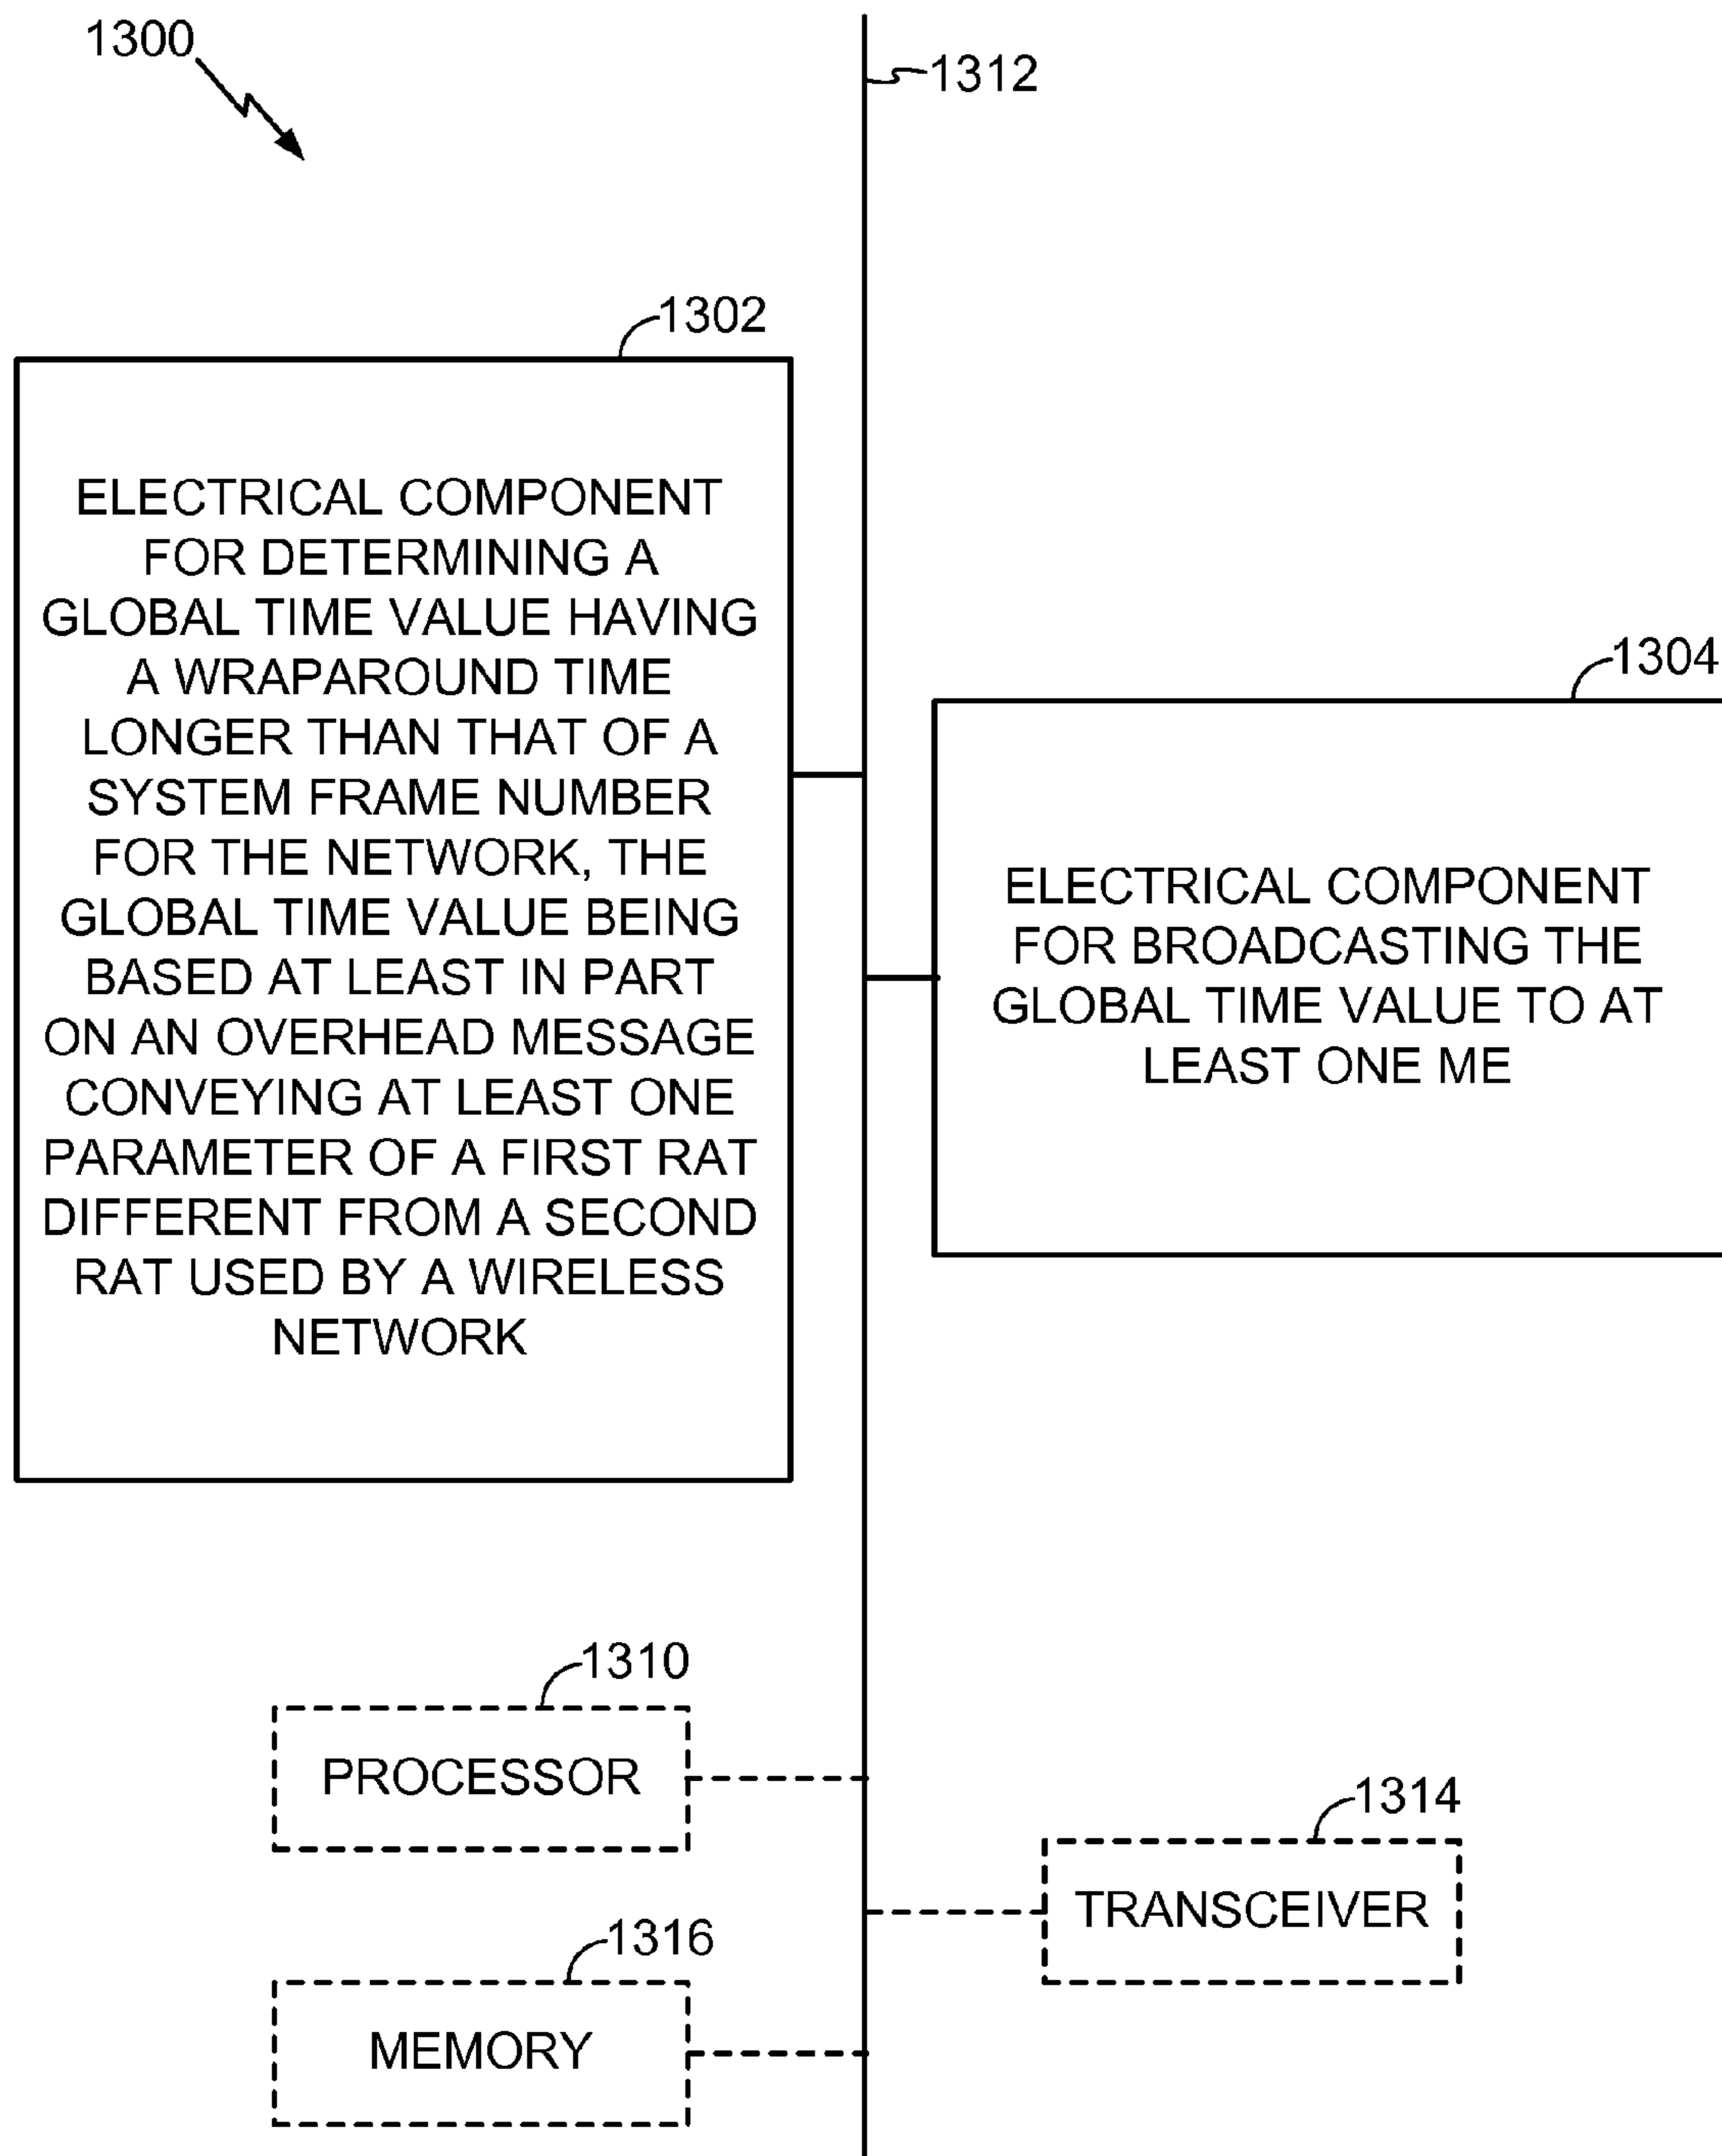 1300
1312
1302
ELECTRICAL COMPONENT
FOR DETERMINING A
GLOBAL TIME VALUE HAVING
A WRAPAROUND TIME
LONGER THAN THAT OF A
SYSTEM FRAME NUMBER
FOR THE NETWORK, THE
GLOBAL TIME VALUE BEING
BASED AT LEAST IN PART
ON AN OVERHEAD MESSAGE
CONVEYING AT LEAST ONE
PARAMETER OF A FIRST RAT
DIFFERENT FROM A SECOND
RAT USED BY A WIRELESS
NETWORK
1304
ELECTRICAL COMPONENT
FOR BROADCASTING THE
GLOBAL TIME VALUE TO AT
LEAST ONE ME
1310
PROCESSOR
1314
TRANSCEIVER
1316
MEMORY